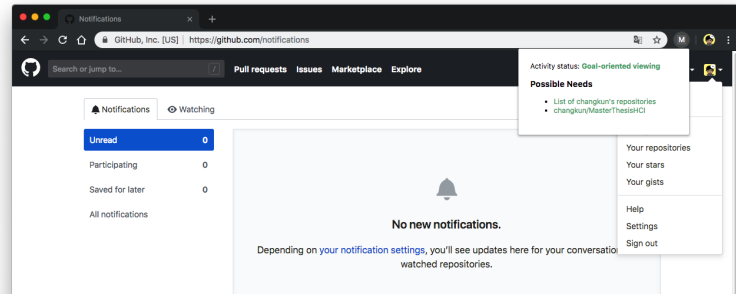 Notifications
GitHub, Inc. [US] | https://github.com/notifications
M
Search or jump to...
/
Pull requests Issues Marketplace Explore
Activity status: Goal-oriented viewing
Possible Needs
List of changkun's repositories
changkun/MasterThesisHCI
Notifications
Watching
Unread 0
Participating 0
Saved for later 0
All notifications
No new notifications.
Depending on your notification settings, you'll see updates here for your conversatio
watched repositories.
Your repositories
Your stars
Your gists
Help
Settings
Sign out